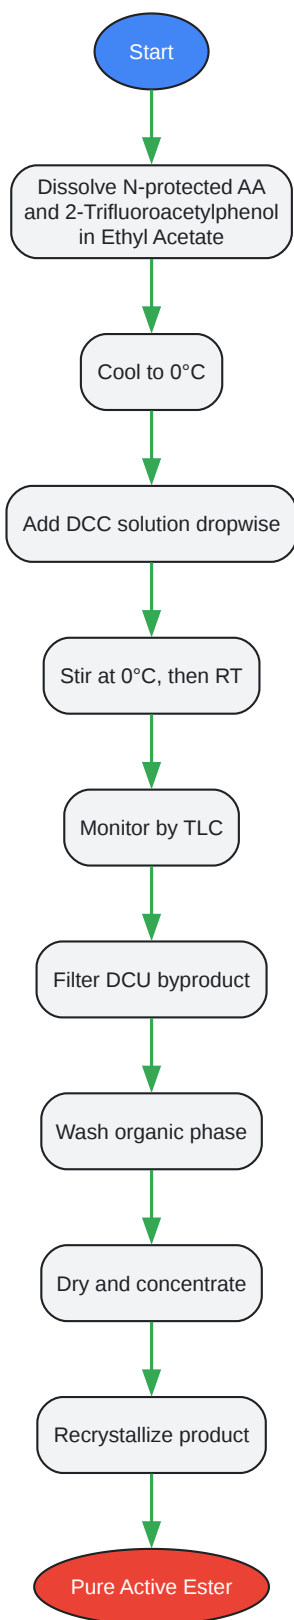 Start
Dissolve N-protected AA
and 2-Trifluoroacetylphenol
in Ethyl Acetate
Cool to 0°C
Add DCC solution dropwise
Stir at 0°C, then RT
Monitor by TLC
Filter DCU byproduct
Wash organic phase
Dry and concentrate
Recrystallize product
Pure Active Ester